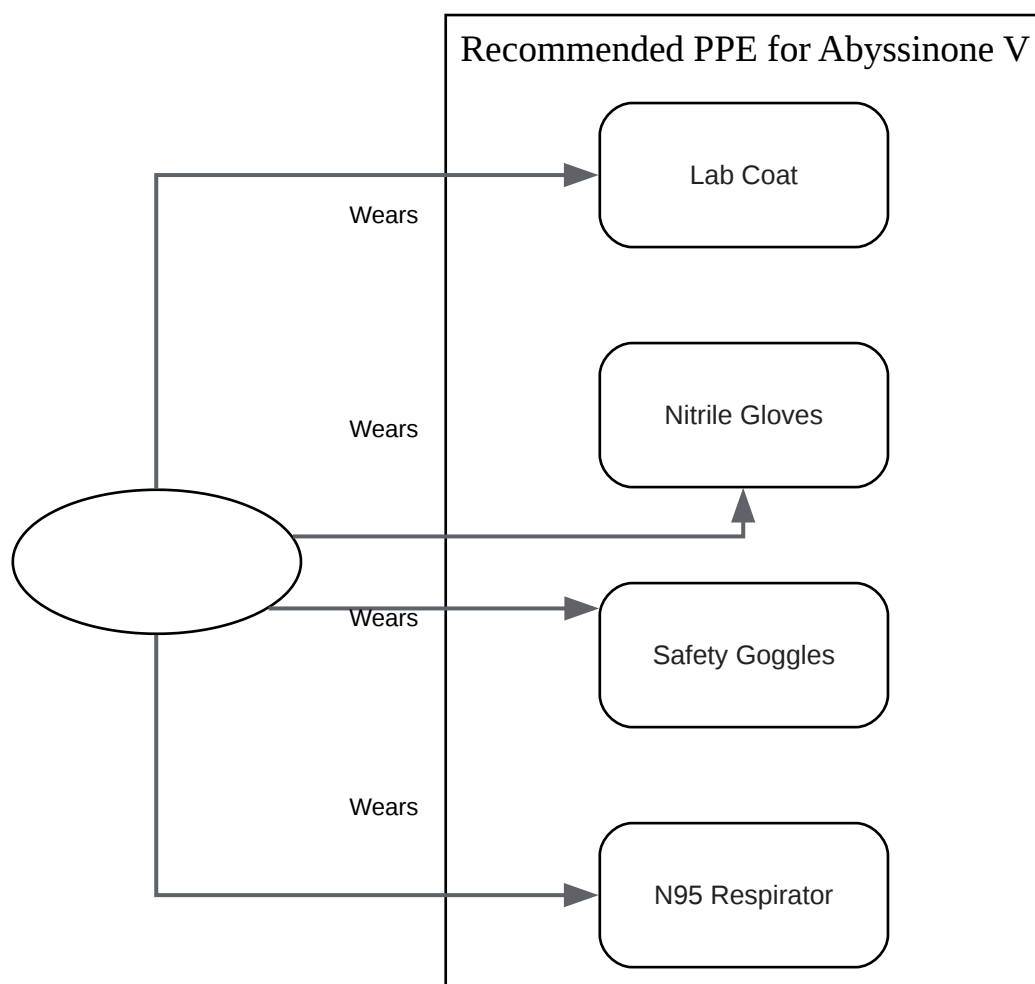 Recommended PPE for Abyssinone V
Lab Coat
Wears
Nitrile Gloves
Wears
Wears
Safety Goggles
Wears
N95 Respirator